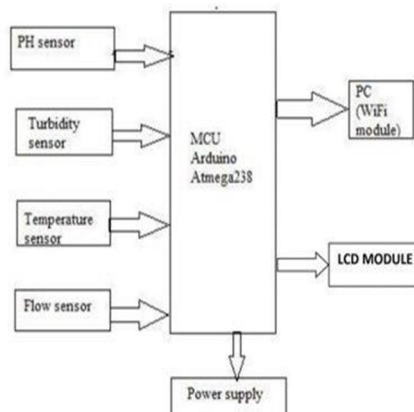 PH sensor
Turbidity
sensor
Temperature
sensor
Flow sensor
MCU
Arduino
Atmega238
PC
(WiFi
module)
LCD MODULE
Power supply